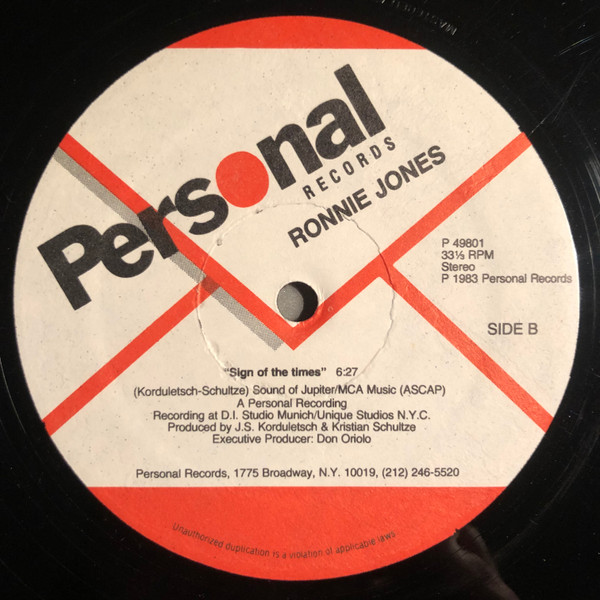 Personal
RECORDS
RONNIE JONES
P 49801
33⅓ RPM
Stereo
P 1983 Personal Records
SIDE B
"Sign of the times" 6:27
(Korduletsch-Schultze) Sound of Jupiter/MCA Music (ASCAP)
A Personal Recording
Recording at D.I. Studio Munich/Unique Studios N.Y.C.
Produced by J.S. Korduletsch & Kristian Schultze
Executive Producer: Don Oriolo
Personal Records, 1775 Broadway, N.Y. 10019, (212) 246-5520
Unauthorized duplication is a violation of applicable laws